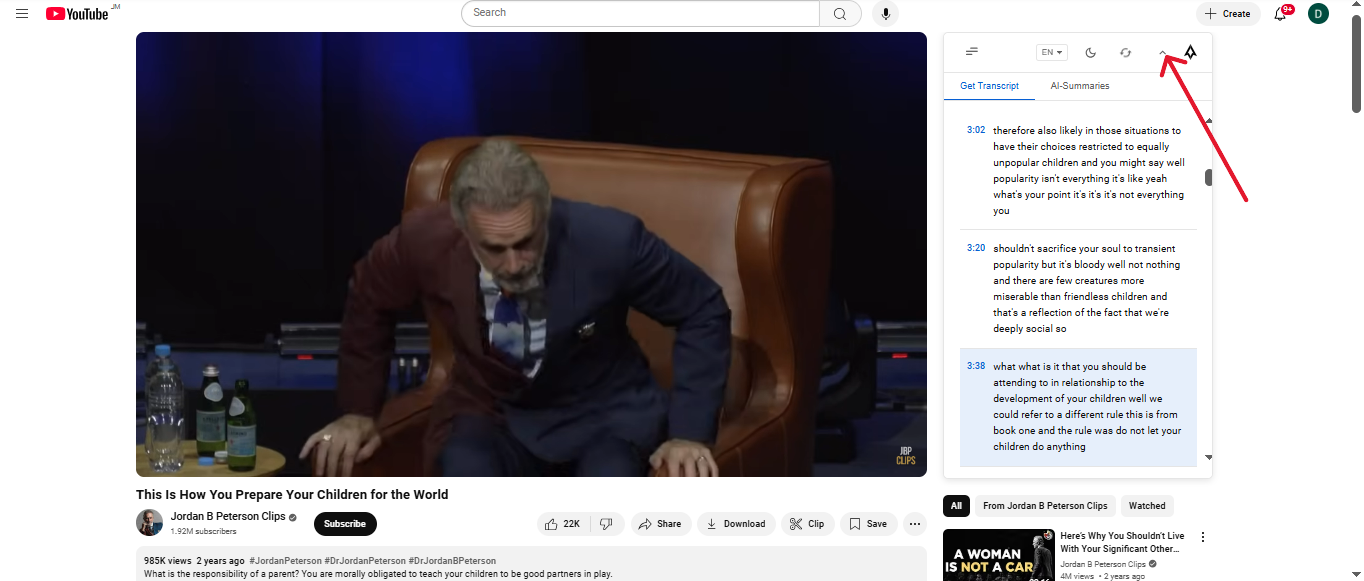 YouTube JM
Search
Create
9+
D
EN
Get Transcript
AI-Summaries
3:02
therefore also likely in those situations to
have their choices restricted to equally
unpopular children and you might say well
popularity isn't everything it's like yeah
what's your point it's it's it's not everything
you
3:20
shouldn't sacrifice your soul to transient
popularity but it's bloody well not nothing
and there are few creatures more
miserable than friendless children and
that's a reflection of the fact that we're
deeply social so
3:38
what what is it that you should be
attending to in relationship to the
development of your children well we
could refer to a different rule this is from
book one and the rule was do not let your
children do anything
JBP
CLIPS
This Is How You Prepare Your Children for the World
Jordan B Peterson Clips
1.92M subscribers
Subscribe
22K
Share
Download
Clip
Save
985K views 2 years ago #JordanPeterson #DrJordanPeterson #DrJordanBPeterson
What is the responsibility of a parent? You are morally obligated to teach your children to be good partners in play.
All
From Jordan B Peterson Clips
Watched
A WOMAN
IS NOT A CAR
Here's Why You Shouldn't Live
With Your Significant Other...
Jordan B Peterson Clips
4M views • 2 years ago